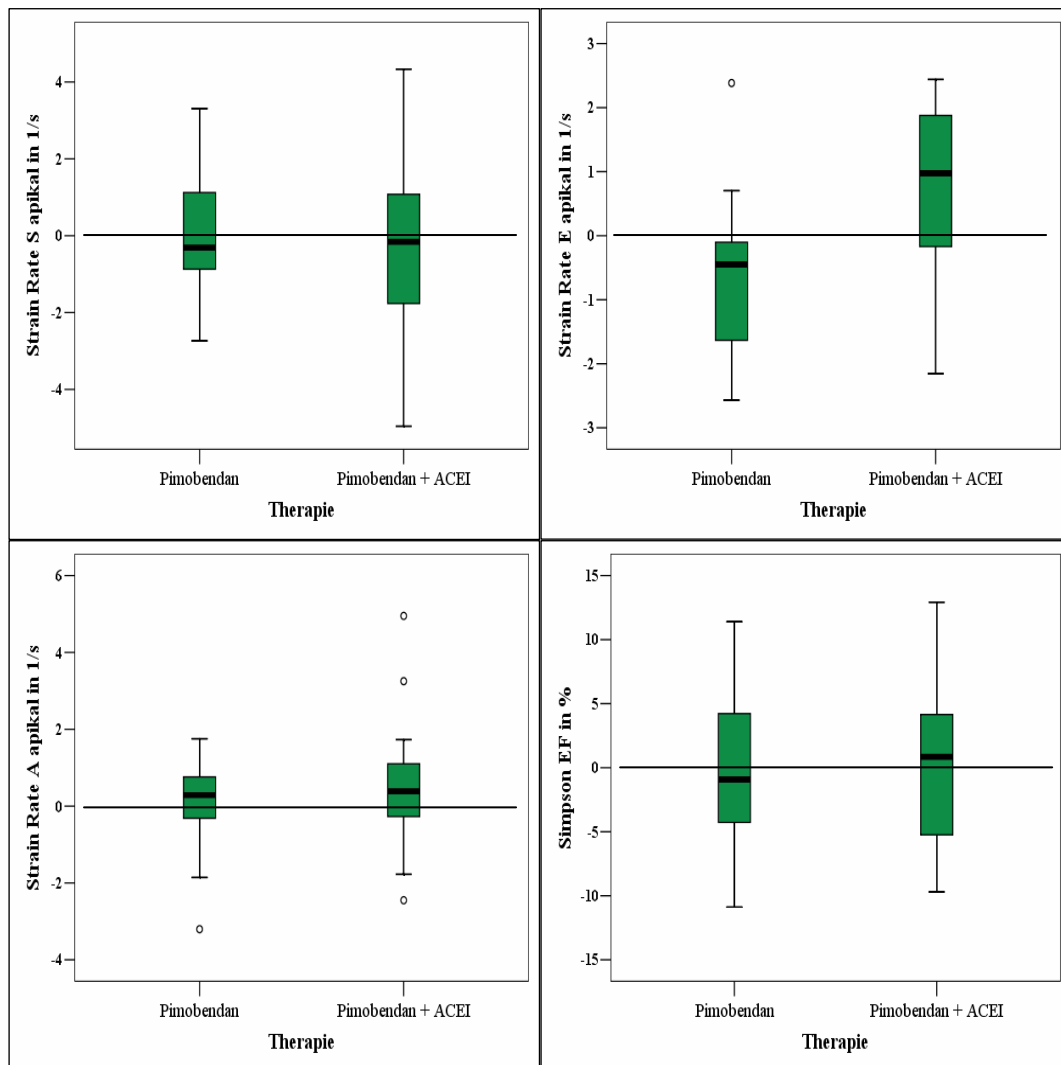 Strain Rate S apikal in 1/s
4
2
0
-2
-4
Pimobendan
Pimobendan + ACEI
Therapie
Strain Rate E apikal in 1/s
3
2
1
0
-1
-2
-3
Pimobendan
Pimobendan + ACEI
Therapie
Strain Rate A apikal in 1/s
6
4
2
0
-2
-4
Pimobendan
Pimobendan + ACEI
Therapie
Simpson EF in %
15
10
5
0
-5
-10
-15
Pimobendan
Pimobendan + ACEI
Therapie